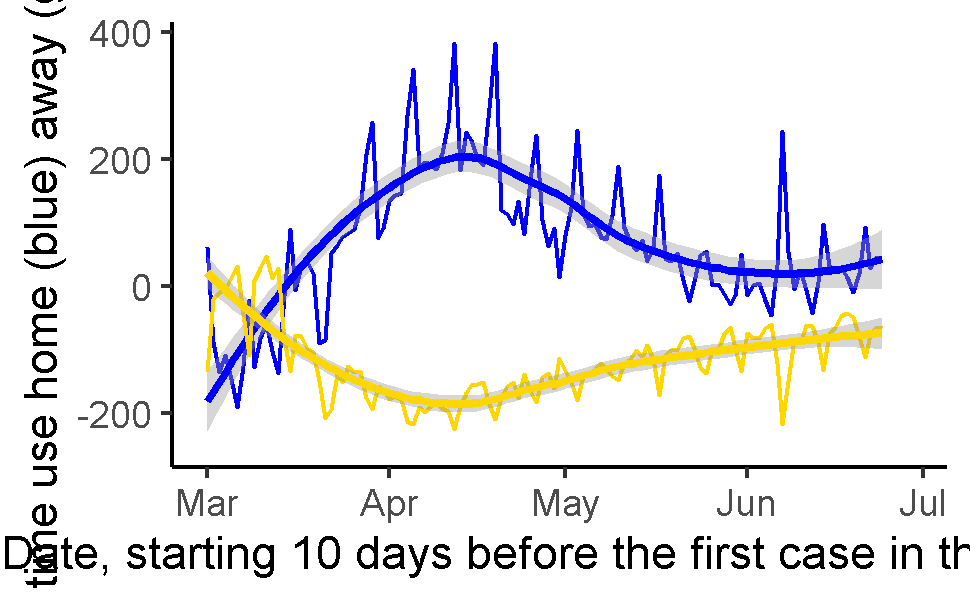 time use home (blue) away (
400
200
0
-200
Mar Apr May Jun Jul
Date, starting 10 days before the first case in th